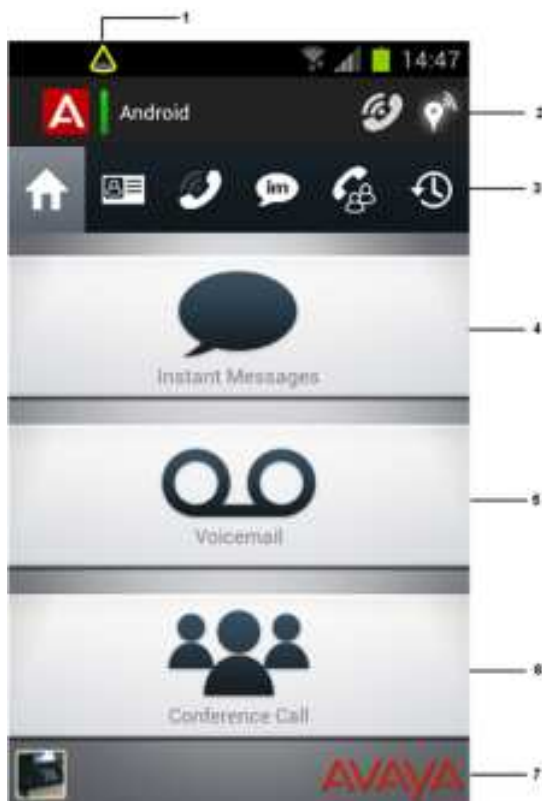 1
14:47
A Android
2
im
3
Instant Messages
4
Voicemail
5
Conference Call
6
AVAYA
7